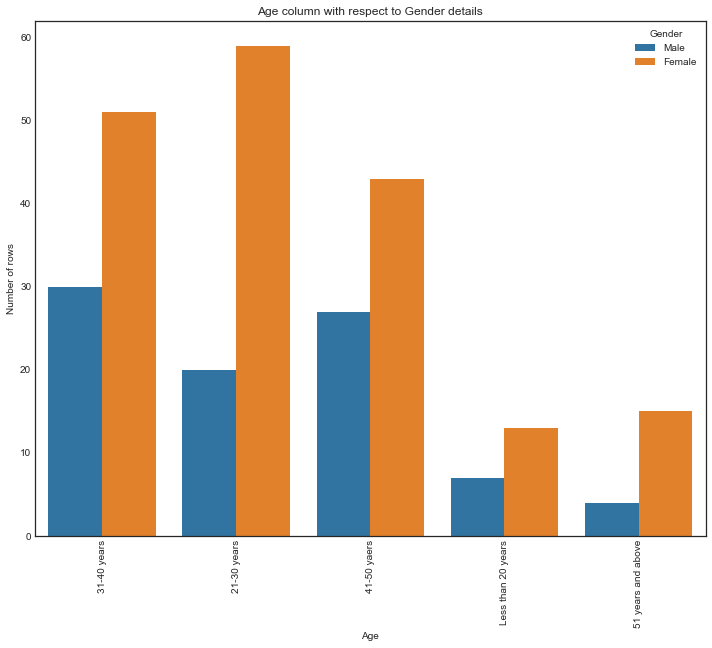 Age column with respect to Gender details
Gender
Male
Female
Number of rows
60
50
40
30
20
10
0
31-40 years
21-30 years
41-50 yaers
Less than 20 years
51 years and above
Age